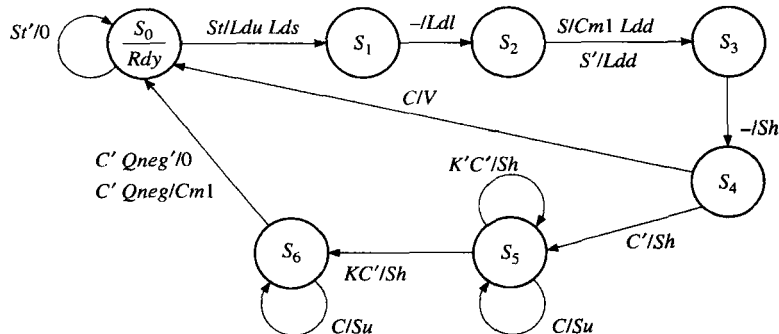 St'/0
S0
Rdy
St/Ldu Lds
S1
–/Ldl
S2
S/Cm1 Ldd
S'/Ldd
S3
C/V
–/Sh
C' Qneg'/0
C' Qneg/Cm1
K'C'/Sh
S4
C'/Sh
S6
KC'/Sh
S5
C/Su
C/Su